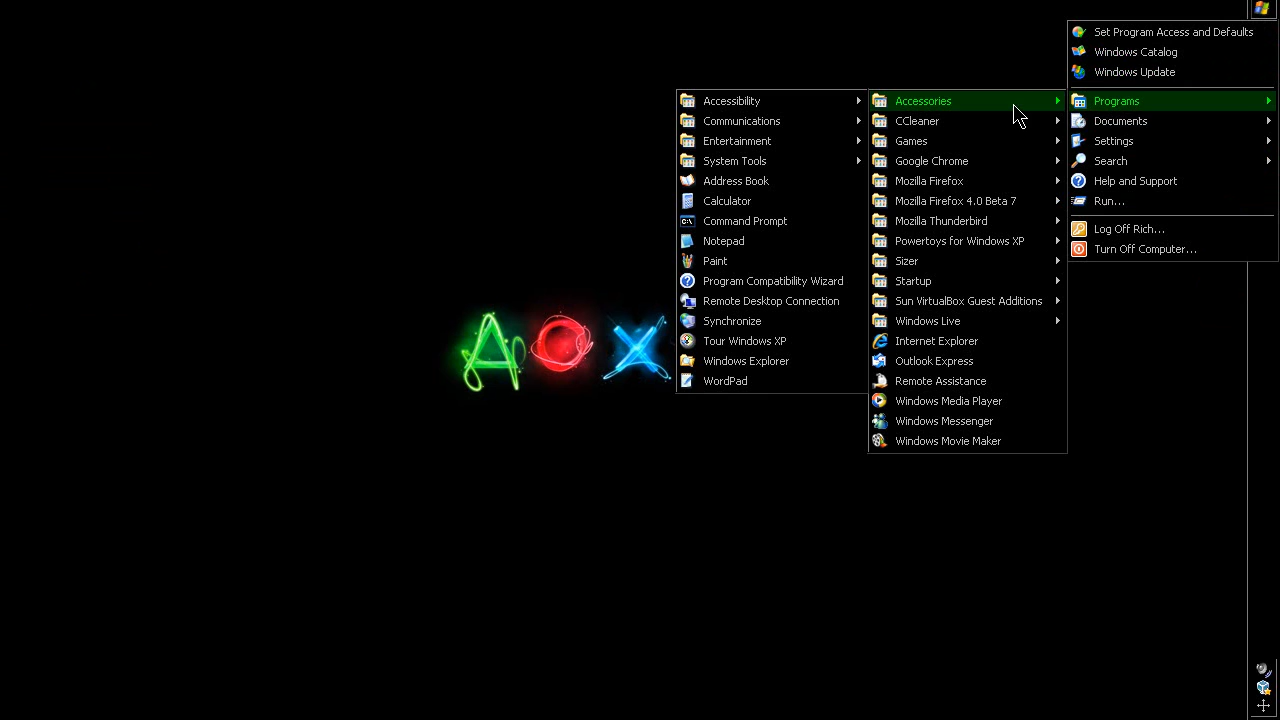 Set Program Access and Defaults
Windows Catalog
Windows Update
Programs
Documents
Settings
Search
Help and Support
Run...
Log Off Rich...
Turn Off Computer...
Accessories
CCleaner
Games
Google Chrome
Mozilla Firefox
Mozilla Firefox 4.0 Beta 7
Mozilla Thunderbird
Powertoys for Windows XP
Sizer
Startup
Sun VirtualBox Guest Additions
Windows Live
Internet Explorer
Outlook Express
Remote Assistance
Windows Media Player
Windows Messenger
Windows Movie Maker
Accessibility
Communications
Entertainment
System Tools
Address Book
Calculator
Command Prompt
Notepad
Paint
Program Compatibility Wizard
Remote Desktop Connection
Synchronize
Tour Windows XP
Windows Explorer
WordPad
AOX